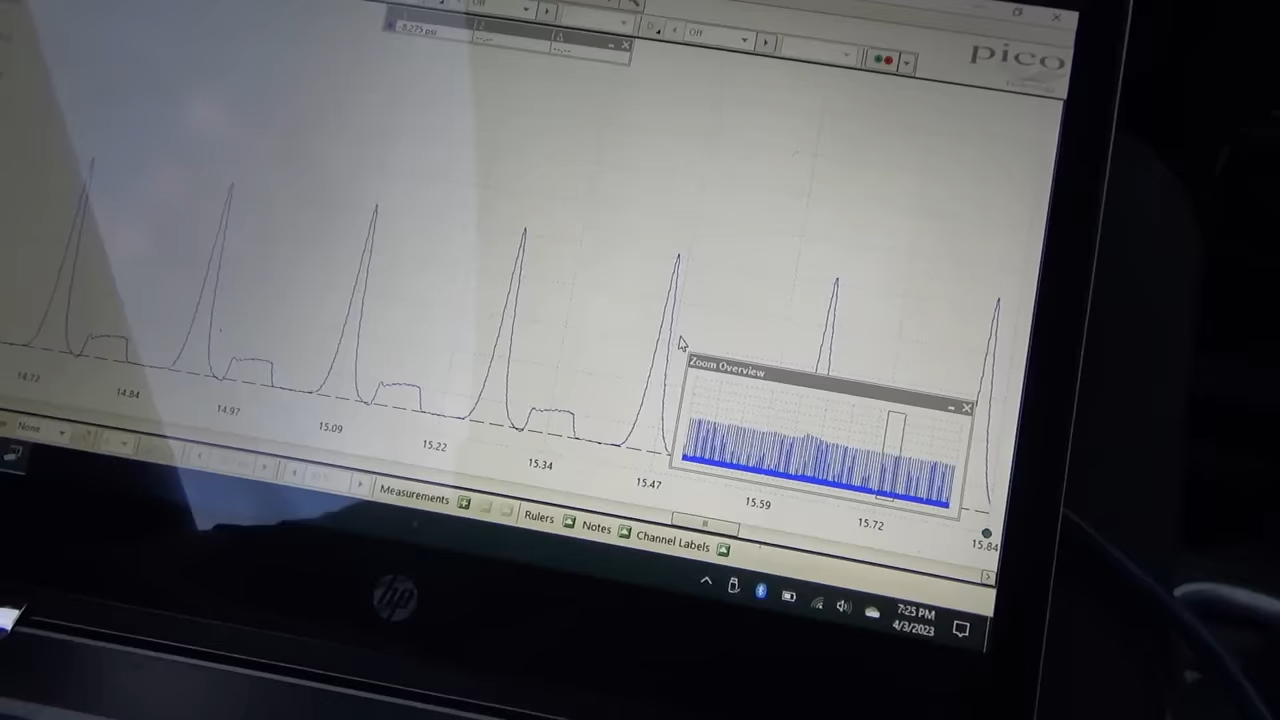 Off
-8.275 psi
2
Δ
--.--
--.--
Off
pico
Technology
Zoom Overview
14.72
14.84
14.97
15.09
15.22
15.34
15.47
15.59
15.72
15.84
None
Measurements
Rulers
Notes
Channel Labels
7:25 PM
4/3/2023
hp